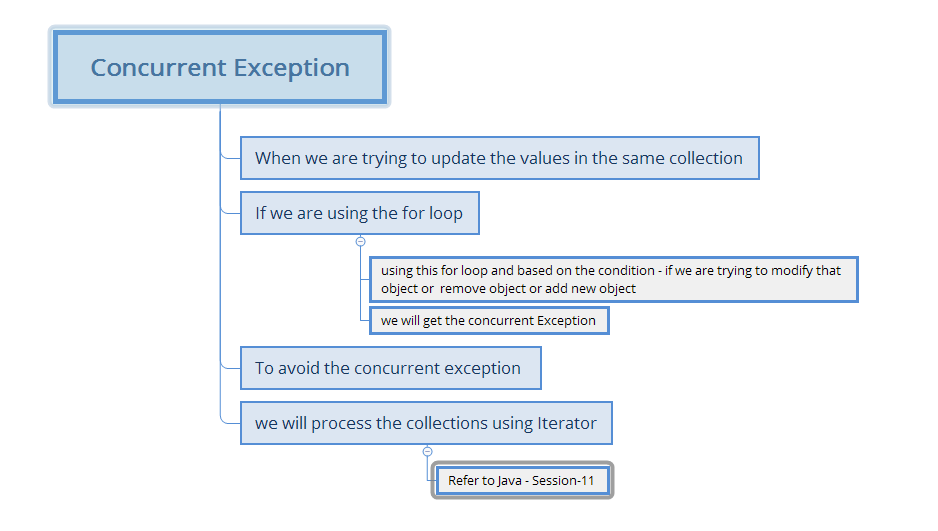 Concurrent Exception
When we are trying to update the values in the same collection
If we are using the for loop
using this for loop and based on the condition - if we are trying to modify that
object or  remove object or add new object
we will get the concurrent Exception
To avoid the concurrent exception
we will process the collections using Iterator
Refer to Java - Session-11